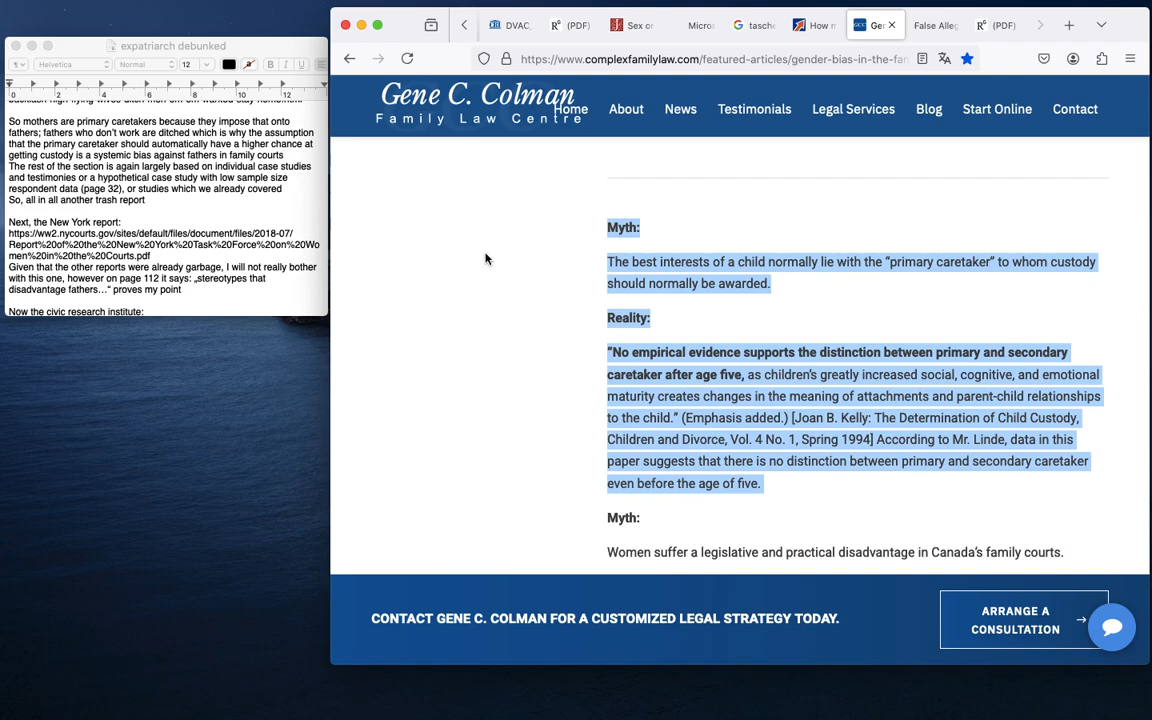 expatriarch debunked
Helvetica
Normal
12
B I U
0 2 4 6 8 10 12
So mothers are primary caretakers because they impose that onto
fathers; fathers who don't work are ditched which is why the assumption
that the primary caretaker should automatically have a higher chance at
getting custody is a systemic bias against fathers in family courts
The rest of the section is again largely based on individual case studies
and testimonies or a hypothetical case study with low sample size
respondent data (page 32), or studies which we already covered
So, all in all another trash report
Next, the New York report:
https://ww2.nycourts.gov/sites/default/files/document/files/2018-07/
Report%20of%20the%20New%20York%20Task%20Force%20on%20Wo
men%20in%20the%20Courts.pdf
Given that the other reports were already garbage, I will not really bother
with this one, however on page 112 it says: „stereotypes that
disadvantage fathers…" proves my point
Now the civic research institute:
DVAC
(PDF)
Sex or
Micros
tasche
How m
Ger
False Alleg
(PDF)
https://www.complexfamilylaw.com/featured-articles/gender-bias-in-the-fan
Gene C. Colman
Family Law Centre
Home
About
News
Testimonials
Legal Services
Blog
Start Online
Contact
Myth:
The best interests of a child normally lie with the “primary caretaker” to whom custody
should normally be awarded.
Reality:
“No empirical evidence supports the distinction between primary and secondary
caretaker after age five, as children’s greatly increased social, cognitive, and emotional
maturity creates changes in the meaning of attachments and parent-child relationships
to the child.” (Emphasis added.) [Joan B. Kelly: The Determination of Child Custody,
Children and Divorce, Vol. 4 No. 1, Spring 1994] According to Mr. Linde, data in this
paper suggests that there is no distinction between primary and secondary caretaker
even before the age of five.
Myth:
Women suffer a legislative and practical disadvantage in Canada’s family courts.
CONTACT GENE C. COLMAN FOR A CUSTOMIZED LEGAL STRATEGY TODAY.
ARRANGE A
CONSULTATION